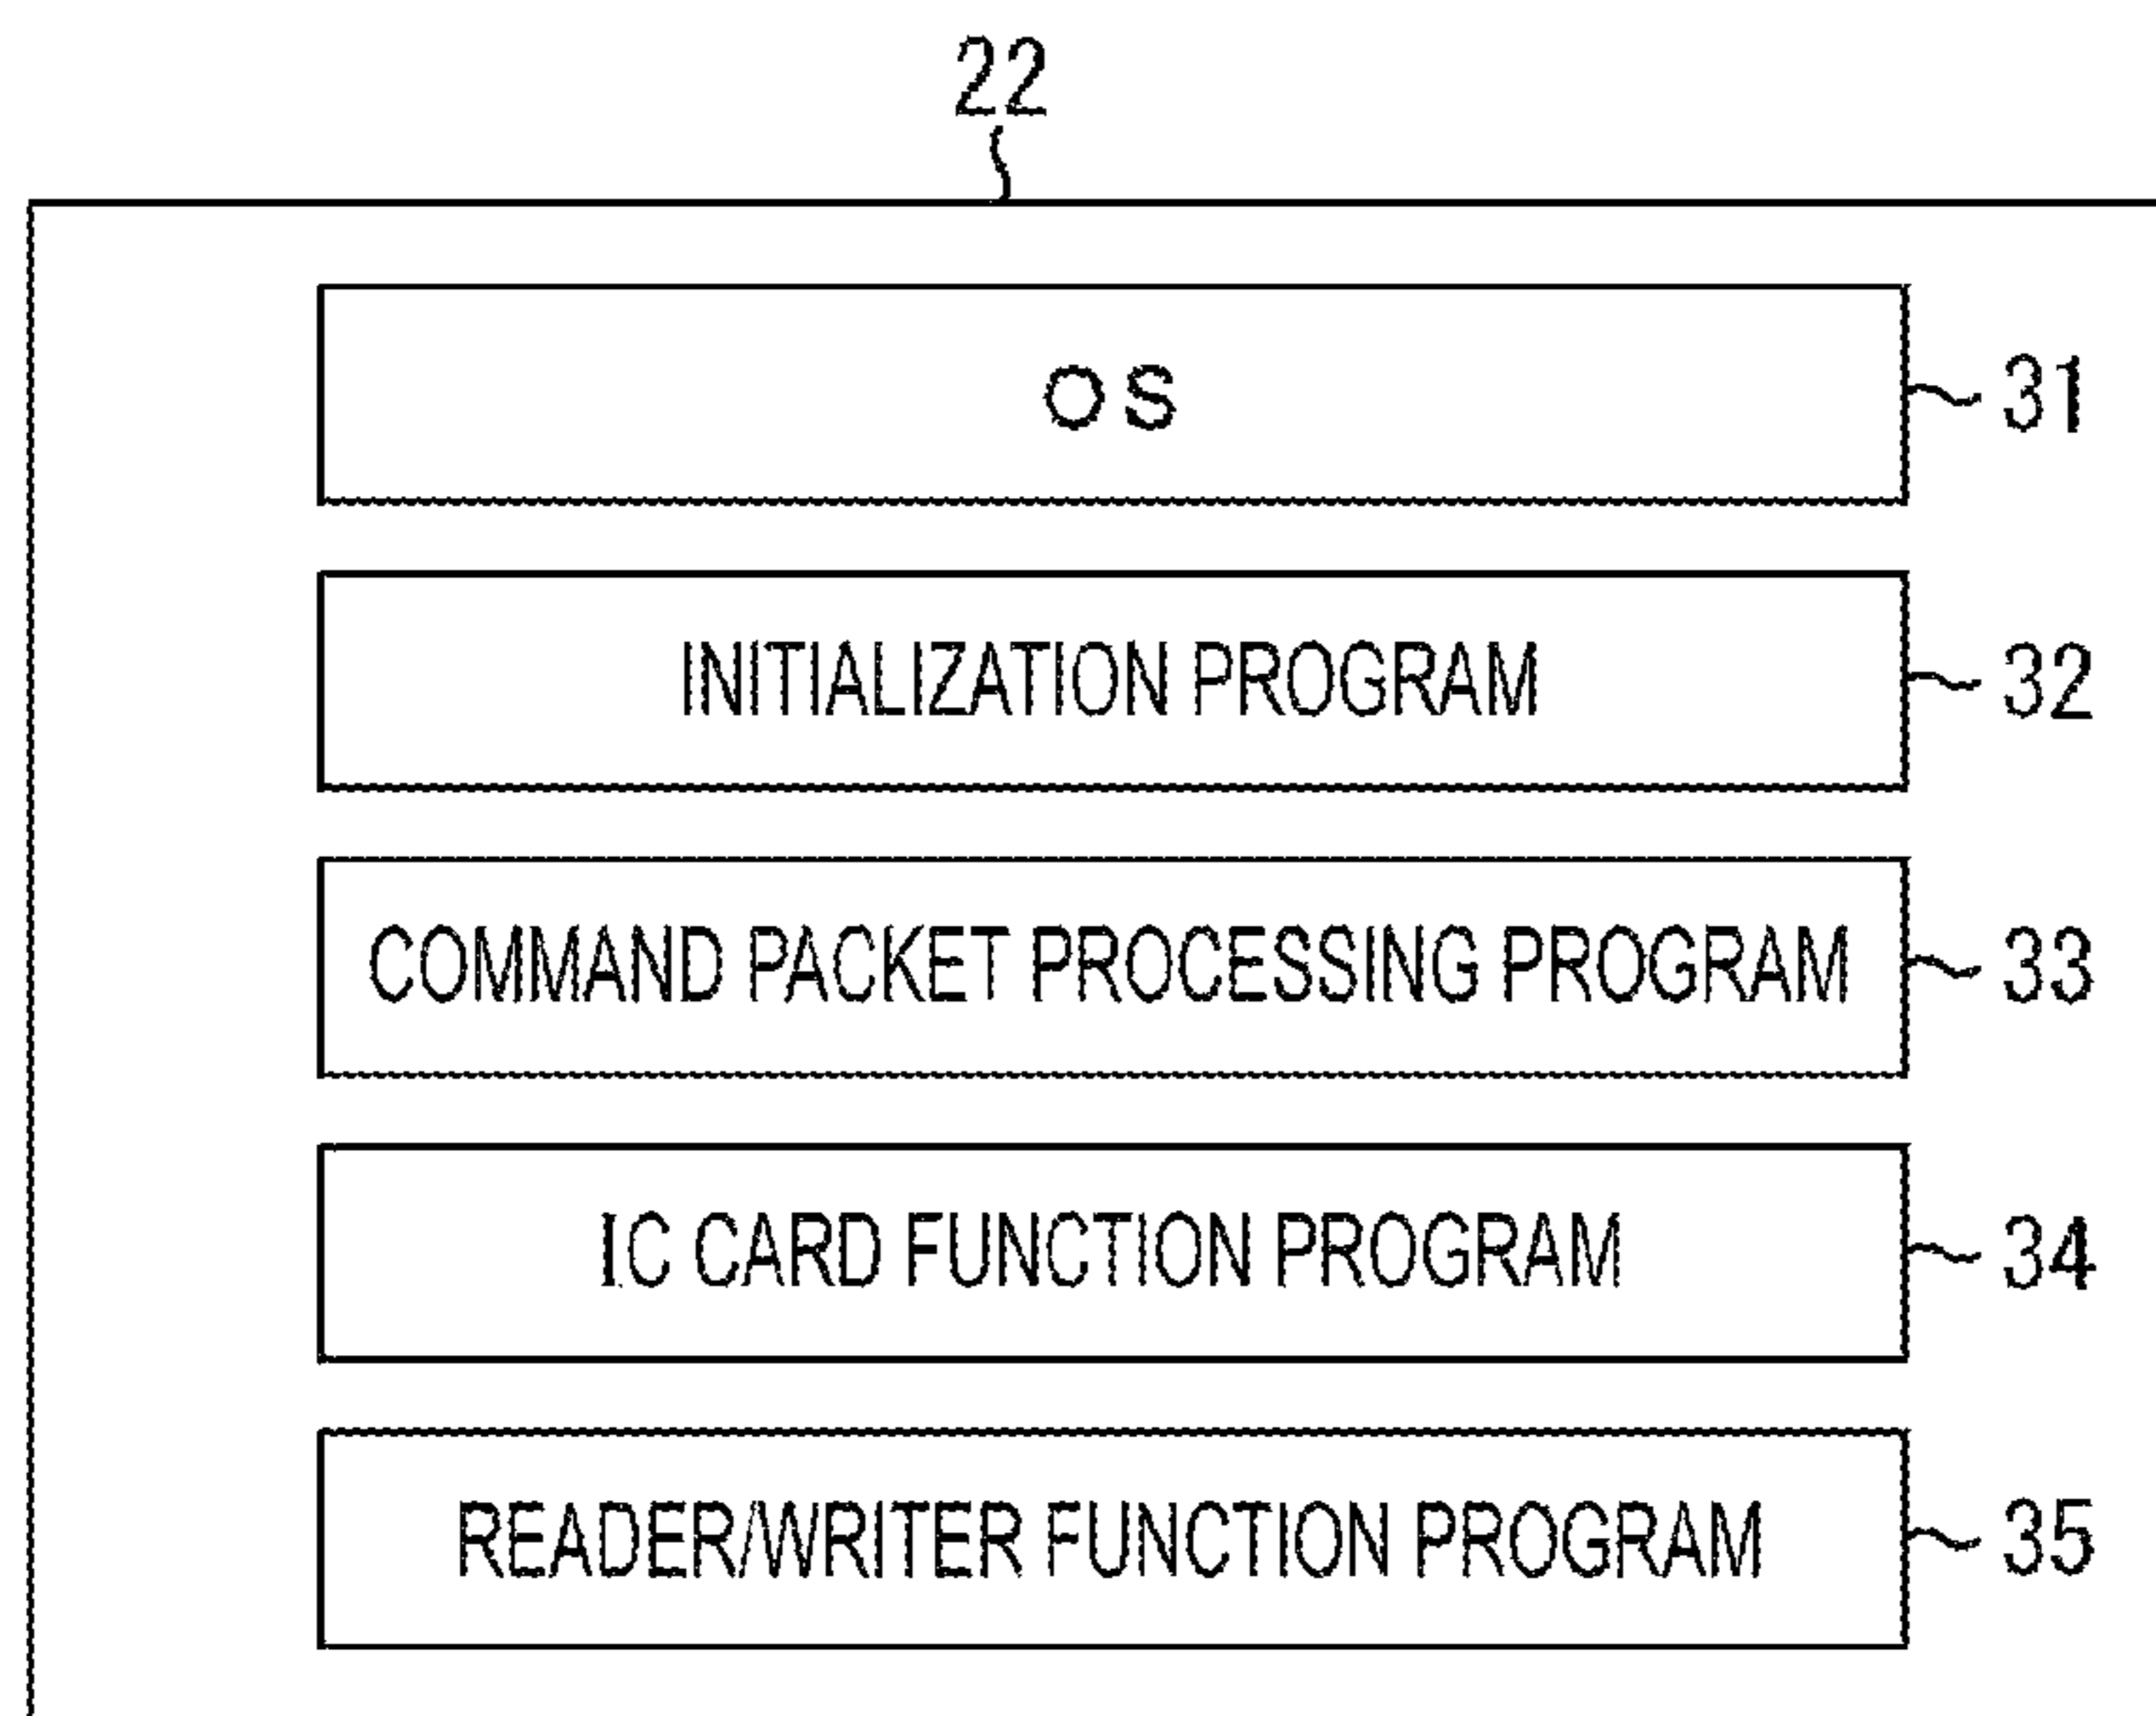 22
OS 31
INITIALIZATION PROGRAM 32
COMMAND PACKET PROCESSING PROGRAM 33
IC CARD FUNCTION PROGRAM 34
READER/WRITER FUNCTION PROGRAM 35